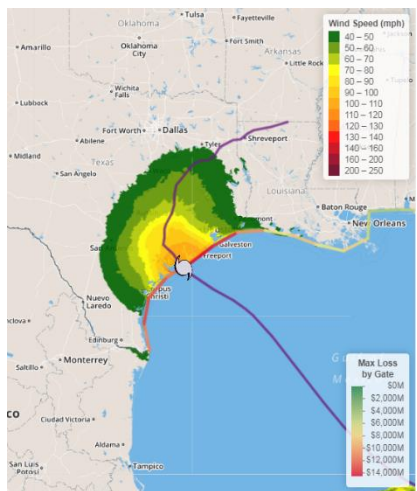 Oklahoma
Tulsa
Fayetteville
Wind Speed (mph)
40 – 50
50 – 60
60 – 70
70 – 80
80 – 90
90 – 100
100 – 110
110 – 120
120 – 130
130 – 140
140 – 160
160 – 200
200 – 250
Amarillo
Oklahoma
City
Fort Smith
Arkansas
Little Rock
Lubbock
Wichita
Falls
Fort Worth
Dallas
Abilene
Tyler
Shreveport
Midland
Texas
San Angelo
Louisiana
Baton Rouge
New Orleans
Galveston
Freeport
Nuevo
Laredo
Edinburg
Monterrey
Saltillo
Ciudad Victoria
Aldama
San Luis
Potosí
Tampico
Max Loss
by Gate
$0M
-$2,000M
-$4,000M
-$6,000M
-$8,000M
-$10,000M
-$12,000M
-$14,000M